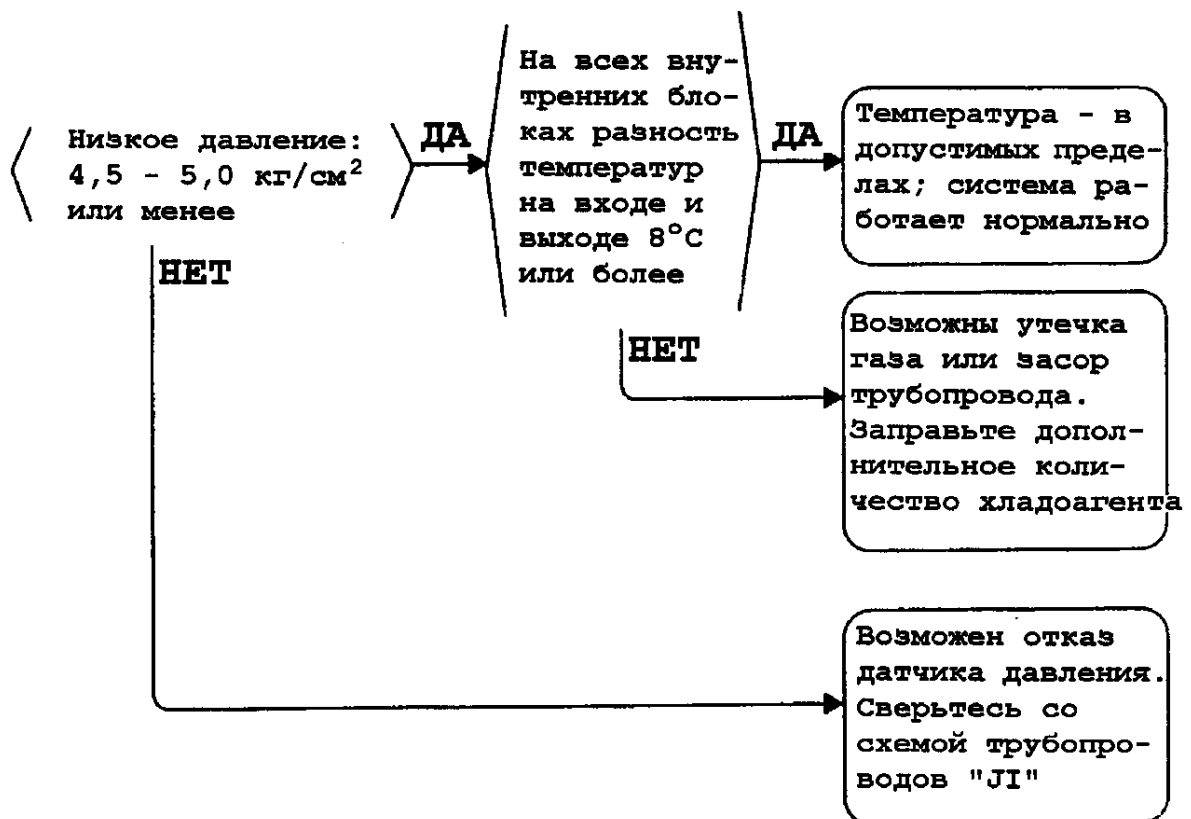 Низкое давление:
4,5 - 5,0 кг/см²
или менее
ДА
НЕТ
На всех вну-
тренних бло-
ках разность
температур
на входе и
выходе 8°C
или более
ДА
НЕТ
Температура - в
допустимых преде-
лах; система ра-
ботает нормально
Возможны утечка
газа или засор
трубопровода.
Заправьте допол-
нительное коли-
чество хладоагента
Возможен отказ
датчика давления.
Сверьтесь со
схемой трубопро-
водов "JI"